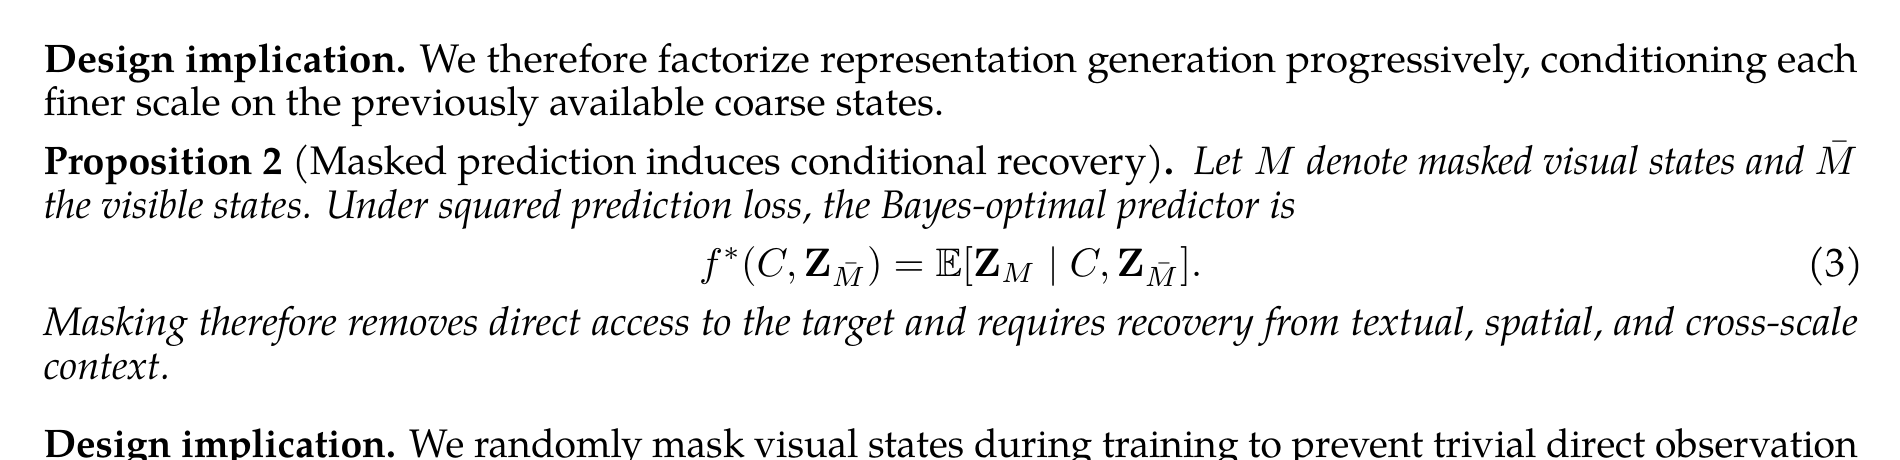 Design implication. We therefore factorize representation generation progressively, conditioning each
finer scale on the previously available coarse states.
Proposition 2 (Masked prediction induces conditional recovery). Let M denote masked visual states and M̄
the visible states. Under squared prediction loss, the Bayes-optimal predictor is
f*(C, Z_M̄) = 𝔼[Z_M | C, Z_M̄]. (3)
Masking therefore removes direct access to the target and requires recovery from textual, spatial, and cross-scale
context.
Design implication. We randomly mask visual states during training to prevent trivial direct observation